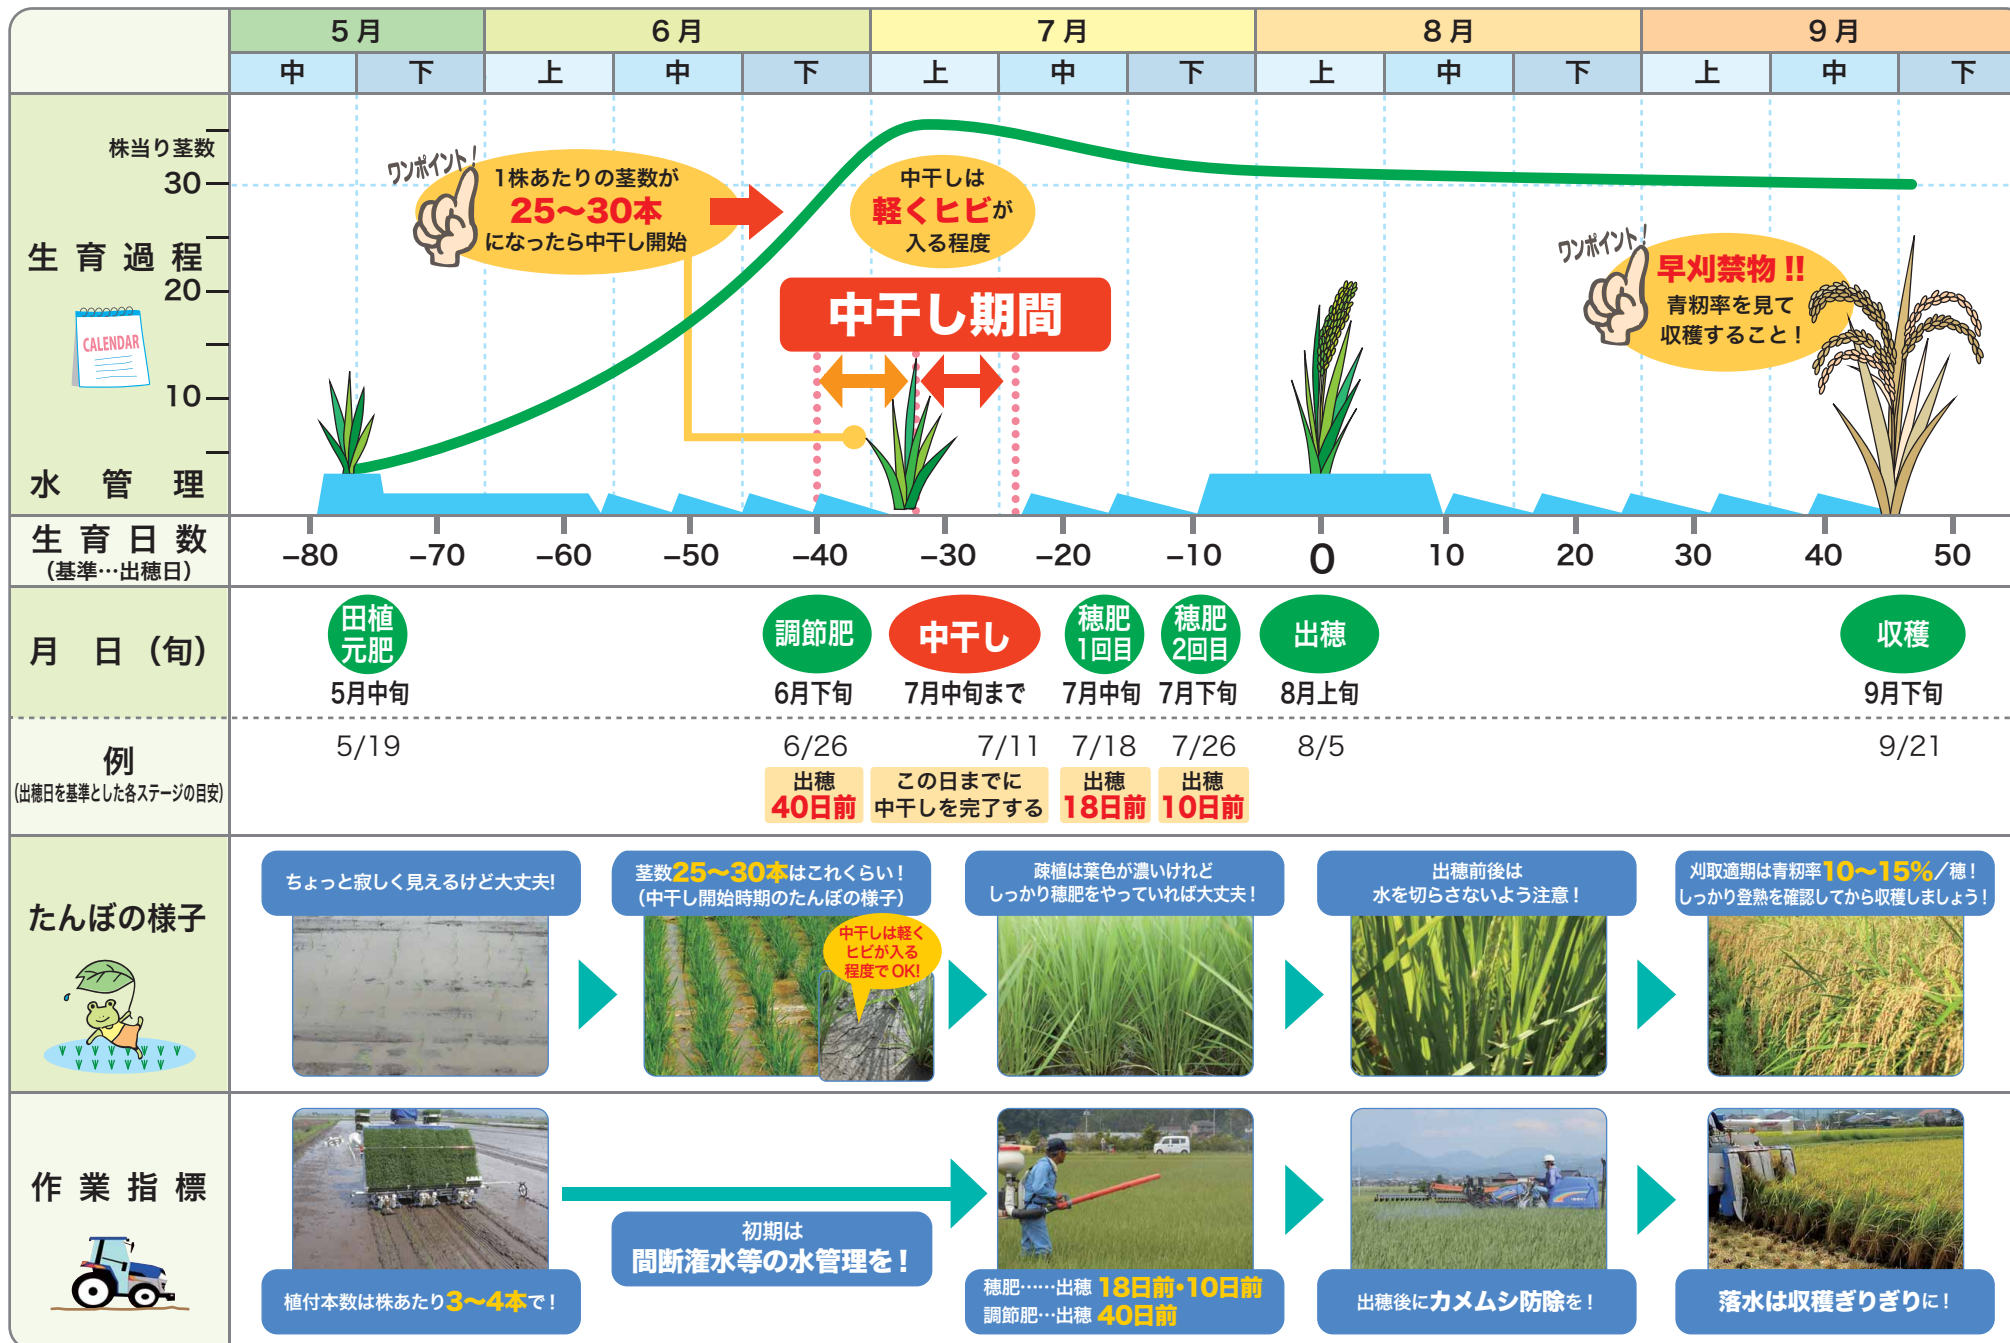 5月
6月
7月
8月
9月
中
下
上
中
下
上
中
下
上
中
下
上
中
下
株当り茎数
30
20
10
生育過程
CALENDAR
水管理
ワンポイント!
1株あたりの茎数が
25〜30本
になったら中干し開始
中干しは
軽くヒビが
入る程度
中干し期間
ワンポイント!
早刈禁物!!
青籾率を見て
収穫すること!
生育日数
(基準…出穂日)
−80
−70
−60
−50
−40
−30
−20
−10
0
10
20
30
40
50
月日(旬)
田植
元肥
5月中旬
調節肥
6月下旬
中干し
7月中旬まで
穂肥
1回目
7月中旬
穂肥
2回目
7月下旬
出穂
8月上旬
収穫
9月下旬
例
(出穂日を基準とした各ステージの目安)
5/19
6/26
出穂
40日前
7/11
この日までに
中干しを完了する
7/18
出穂
18日前
7/26
出穂
10日前
8/5
9/21
たんぼの様子
ちょっと寂しく見えるけど大丈夫!
茎数25〜30本はこれくらい!
(中干し開始時期のたんぼの様子)
中干しは軽く
ヒビが入る
程度でOK!
疎植は葉色が濃いけれど
しっかり穂肥をやっていれば大丈夫!
出穂前後は
水を切らさないよう注意!
刈取適期は青籾率10〜15%/穂!
しっかり登熟を確認してから収穫しましょう!
作業指標
植付本数は株あたり3〜4本で!
初期は
間断潅水等の水管理を!
穂肥……出穂 18日前・10日前
調節肥…出穂 40日前
出穂後にカメムシ防除を!
落水は収穫ぎりぎりに!